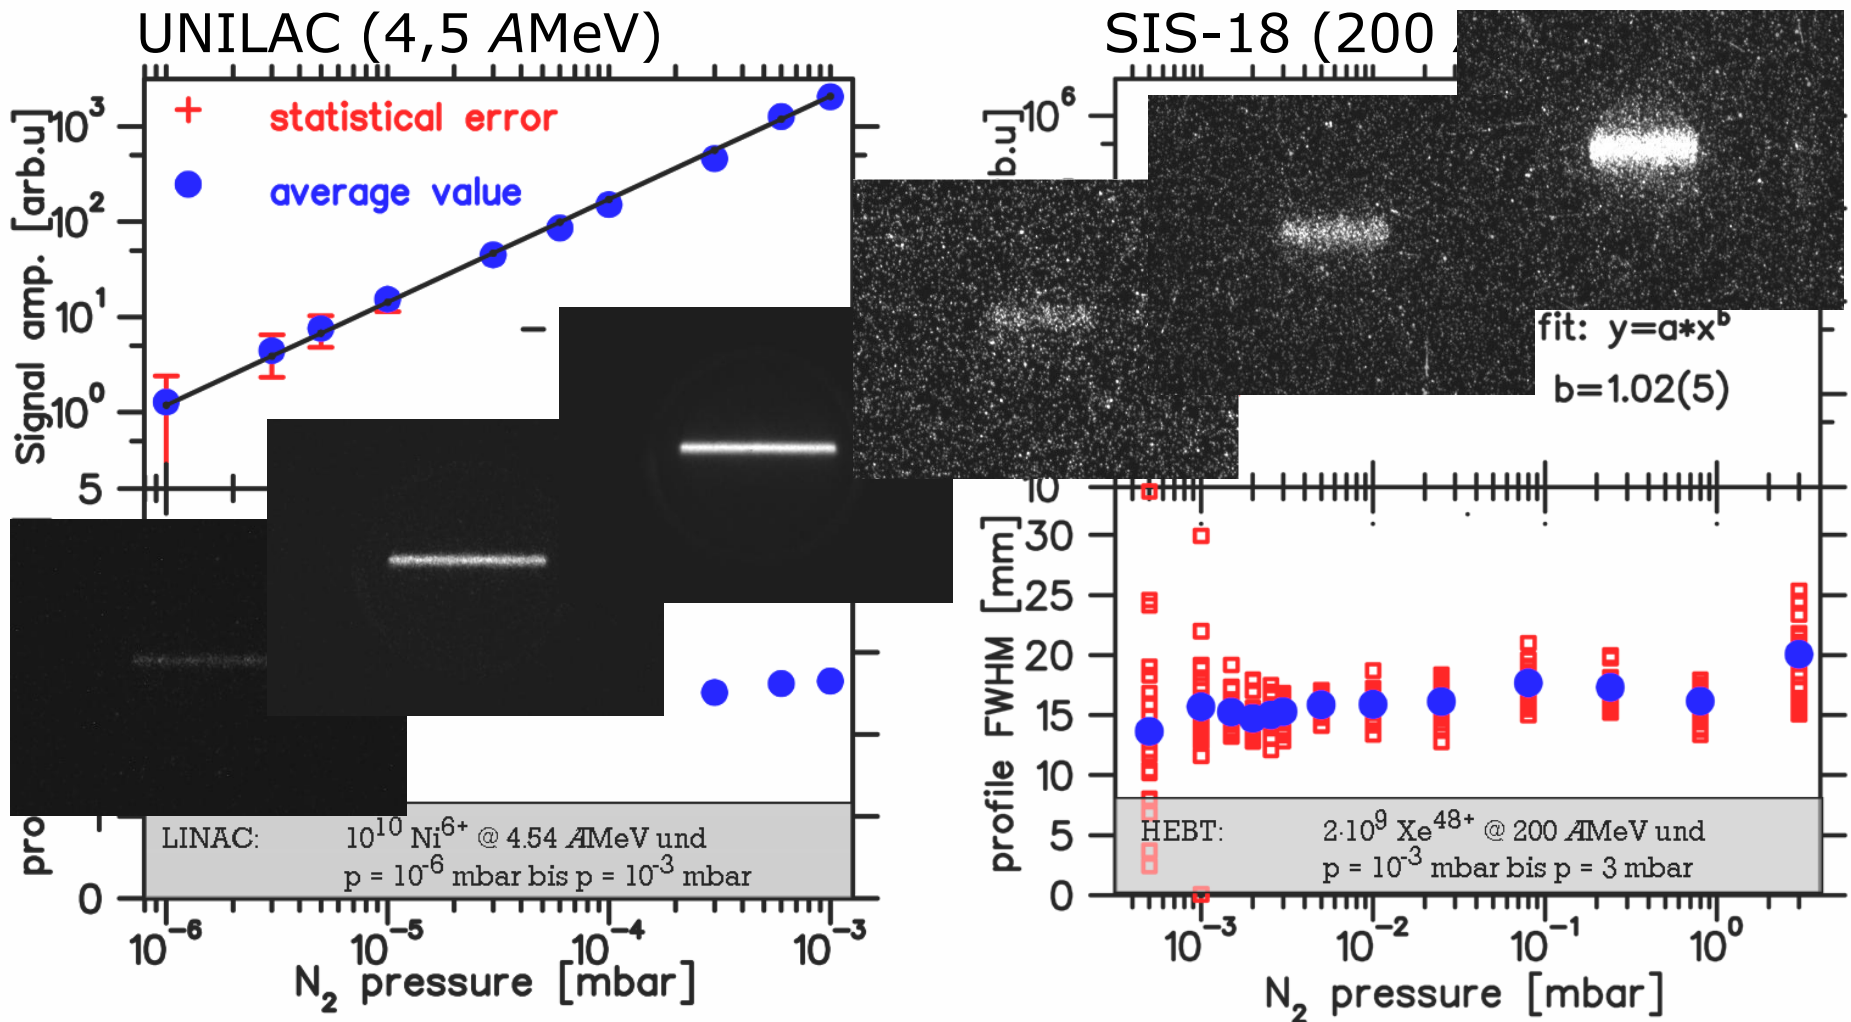 UNILAC (4,5 AMeV)
Signal amp. [arb.u]
10³
10²
10¹
10⁰
statistical error
average value
5
0
LINAC: 10¹⁰ Ni⁶⁺ @ 4.54 AMeV und
p = 10⁻⁶ mbar bis p = 10⁻³ mbar
10⁻⁶ 10⁻⁵ 10⁻⁴ 10⁻³
N₂ pressure [mbar]
SIS-18 (200
b.u]
10⁶
fit: y=a*xᵇ
b=1.02(5)
profile FWHM [mm]
30
25
20
15
10
5
0
HEBT: 2·10⁹ Xe⁴⁸⁺ @ 200 AMeV und
p = 10⁻³ mbar bis p = 3 mbar
10⁻³ 10⁻² 10⁻¹ 10⁰
N₂ pressure [mbar]